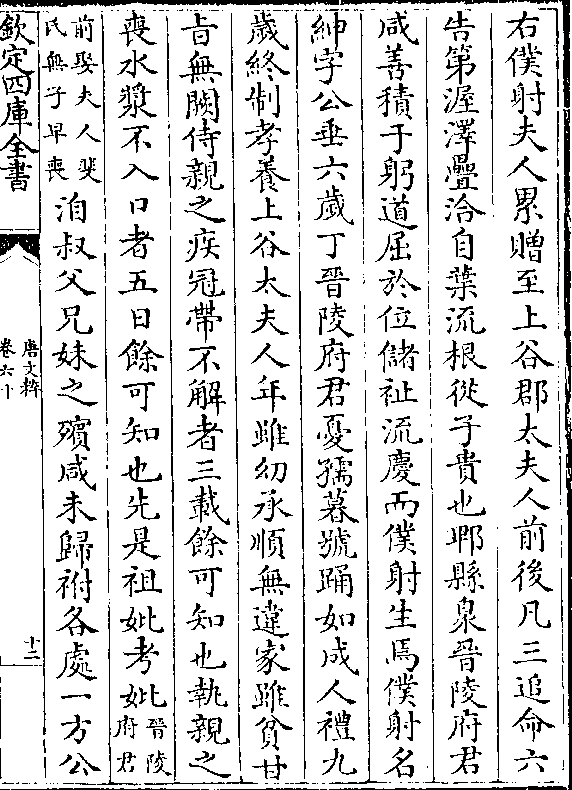 右僕射夫人累贈至上谷郡太夫人前後凡三追命六
告第渥澤疊洽自葉流根從子貴也郫縣泉晉陵府君
咸善積于躬道屈於位儲祉流慶而僕射生焉僕射名
紳字公垂六歲丁晉陵府君憂孺慕號踊如成人禮九
歲終制孝養上谷太夫人年雖幼承順無違家雖貧甘
旨無闕侍親之疾冠帶不解者三載餘可知也執親之
喪水漿不入口者五日餘可知也先是祖妣考妣晉陵府君
前娶夫人裴氏無子早喪洎叔父兄妹之殯咸未歸祔各處一方公
欽定四庫全書
唐文粹
卷六十
十二